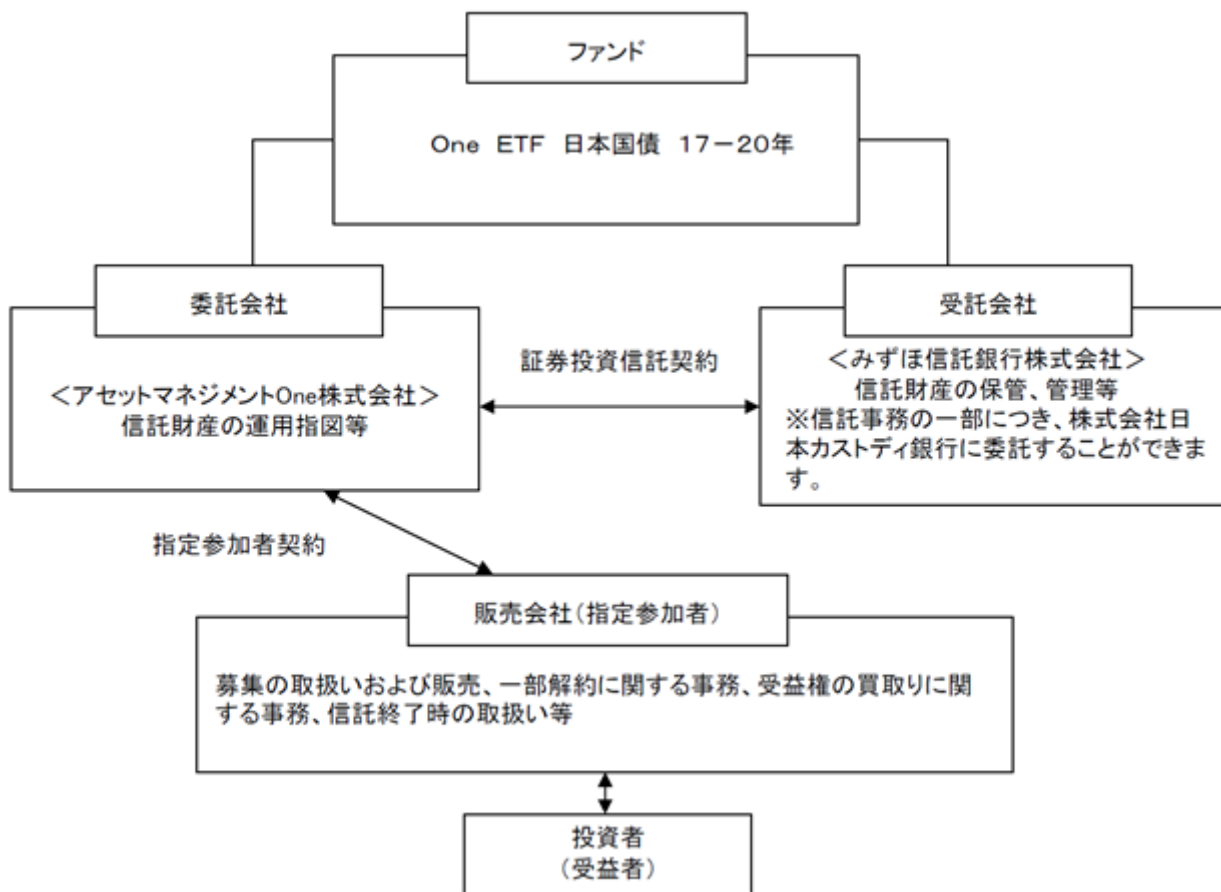 ファンド
One ETF 日本国債 17－20年
委託会社
＜アセットマネジメントOne株式会社＞
信託財産の運用指図等
証券投資信託契約
受託会社
＜みずほ信託銀行株式会社＞
信託財産の保管、管理等
※信託事務の一部につき、株式会社日
本カストディ銀行に委託することができま
す。
指定参加者契約
販売会社（指定参加者）
募集の取扱いおよび販売、一部解約に関する事務、受益権の買取りに関
する事務、信託終了時の取扱い等
投資者
（受益者）